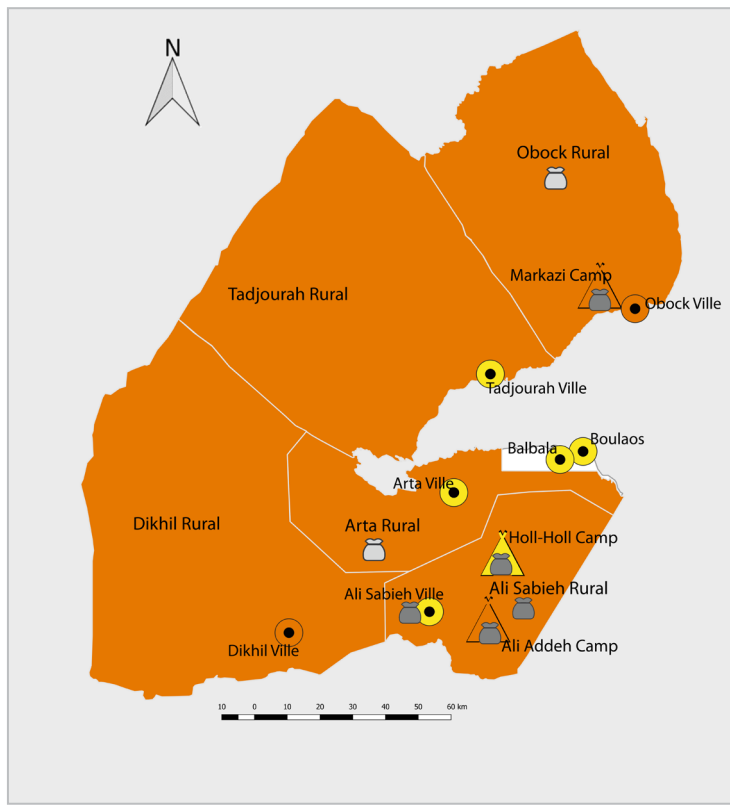 N
Obock Rural
Markazi Camp
Tadjourah Rural
Obock Ville
Tadjourah Ville
Boulaos
Balbala
Arta Ville
Dikhil Rural
Arta Rural
Holl-Holl Camp
Ali Sabieh Rural
Ali Sabieh Ville
Dikhil Ville
Ali Addeh Camp
10 0 10 20 30 40 50 60 km